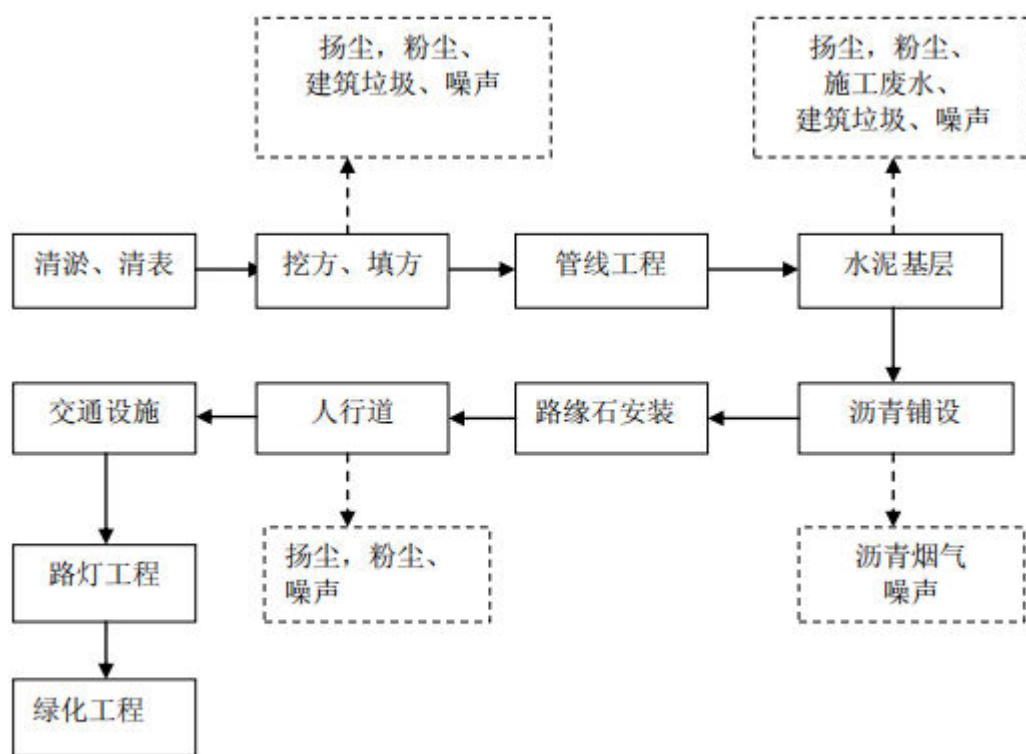 扬尘，粉尘、
建筑垃圾、噪声
扬尘，粉尘、
施工废水、
建筑垃圾、噪声
清淤、清表
挖方、填方
管线工程
水泥基层
交通设施
人行道
路缘石安装
沥青铺设
路灯工程
扬尘，粉尘、
噪声
沥青烟气
噪声
绿化工程